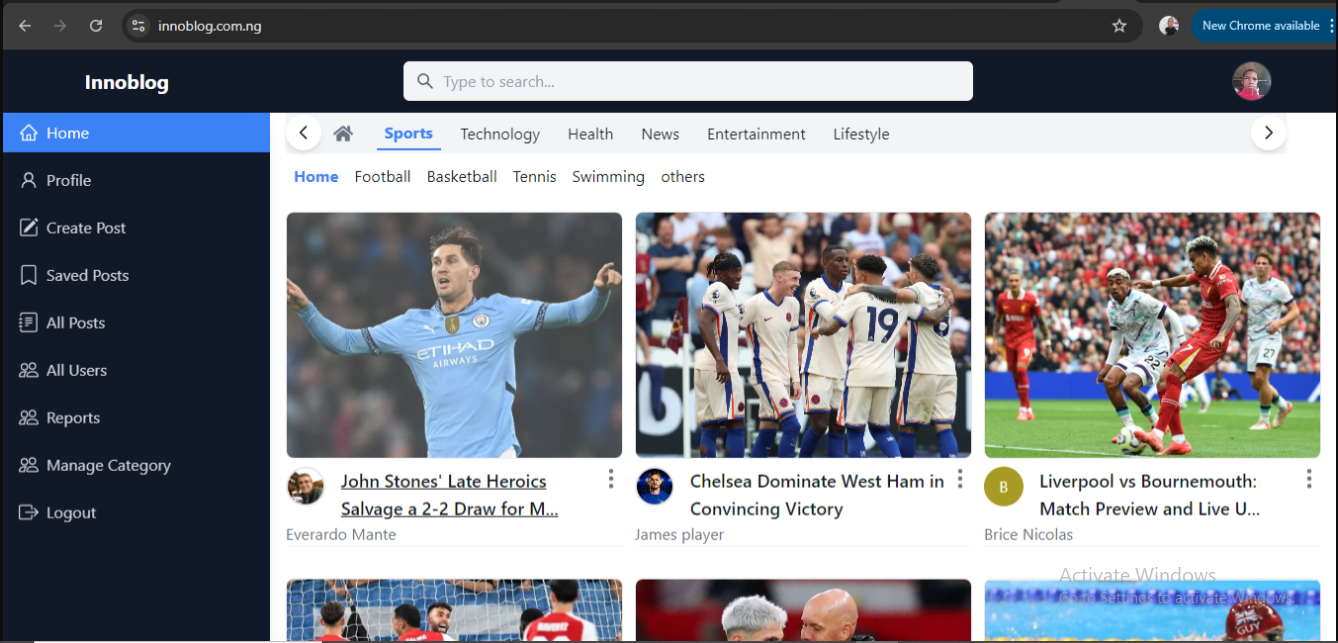 innoblog.com.ng
New Chrome available
Innoblog
Type to search...
Home
Profile
Create Post
Saved Posts
All Posts
All Users
Reports
Manage Category
Logout
Sports Technology Health News Entertainment Lifestyle
Home Football Basketball Tennis Swimming others
ETIHAD
AIRWAYS
19
22
27
John Stones' Late Heroics
Salvage a 2-2 Draw for M...
Everardo Mante
Chelsea Dominate West Ham in
Convincing Victory
James player
B
Liverpool vs Bournemouth:
Match Preview and Live U...
Brice Nicolas
HAVERTZ
GUY
Activate Windows
Go to Settings to activate Windows.